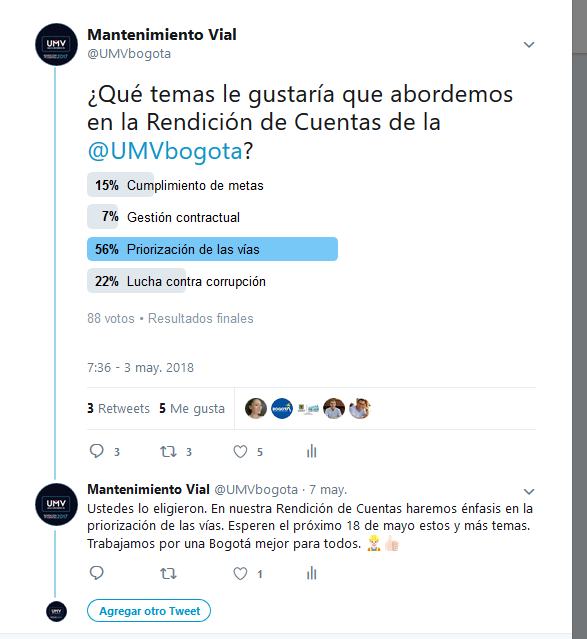 UMV
Mantenimiento Vial
@UMVbogota
¿Qué temas le gustaría que abordemos
en la Rendición de Cuentas de la
@UMVbogota?
15% Cumplimiento de metas
7% Gestión contractual
56% Priorización de las vías
22% Lucha contra corrupción
88 votos • Resultados finales
7:36 - 3 may. 2018
3 Retweets 5 Me gusta
BOGOTÁ
3 3 5
UMV
Mantenimiento Vial @UMVbogota · 7 may.
Ustedes lo eligieron. En nuestra Rendición de Cuentas haremos énfasis en la
priorización de las vías. Esperen el próximo 18 de mayo estos y más temas.
Trabajamos por una Bogotá mejor para todos.
1
UMV
Agregar otro Tweet